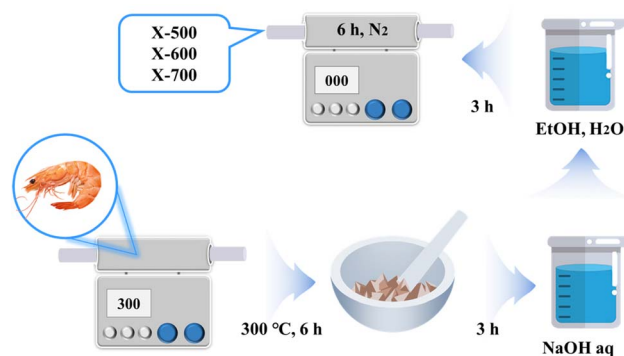 X-500
X-600
X-700
6 h, N2
000
3 h
EtOH, H2O
300
300 ℃, 6 h
3 h
NaOH aq